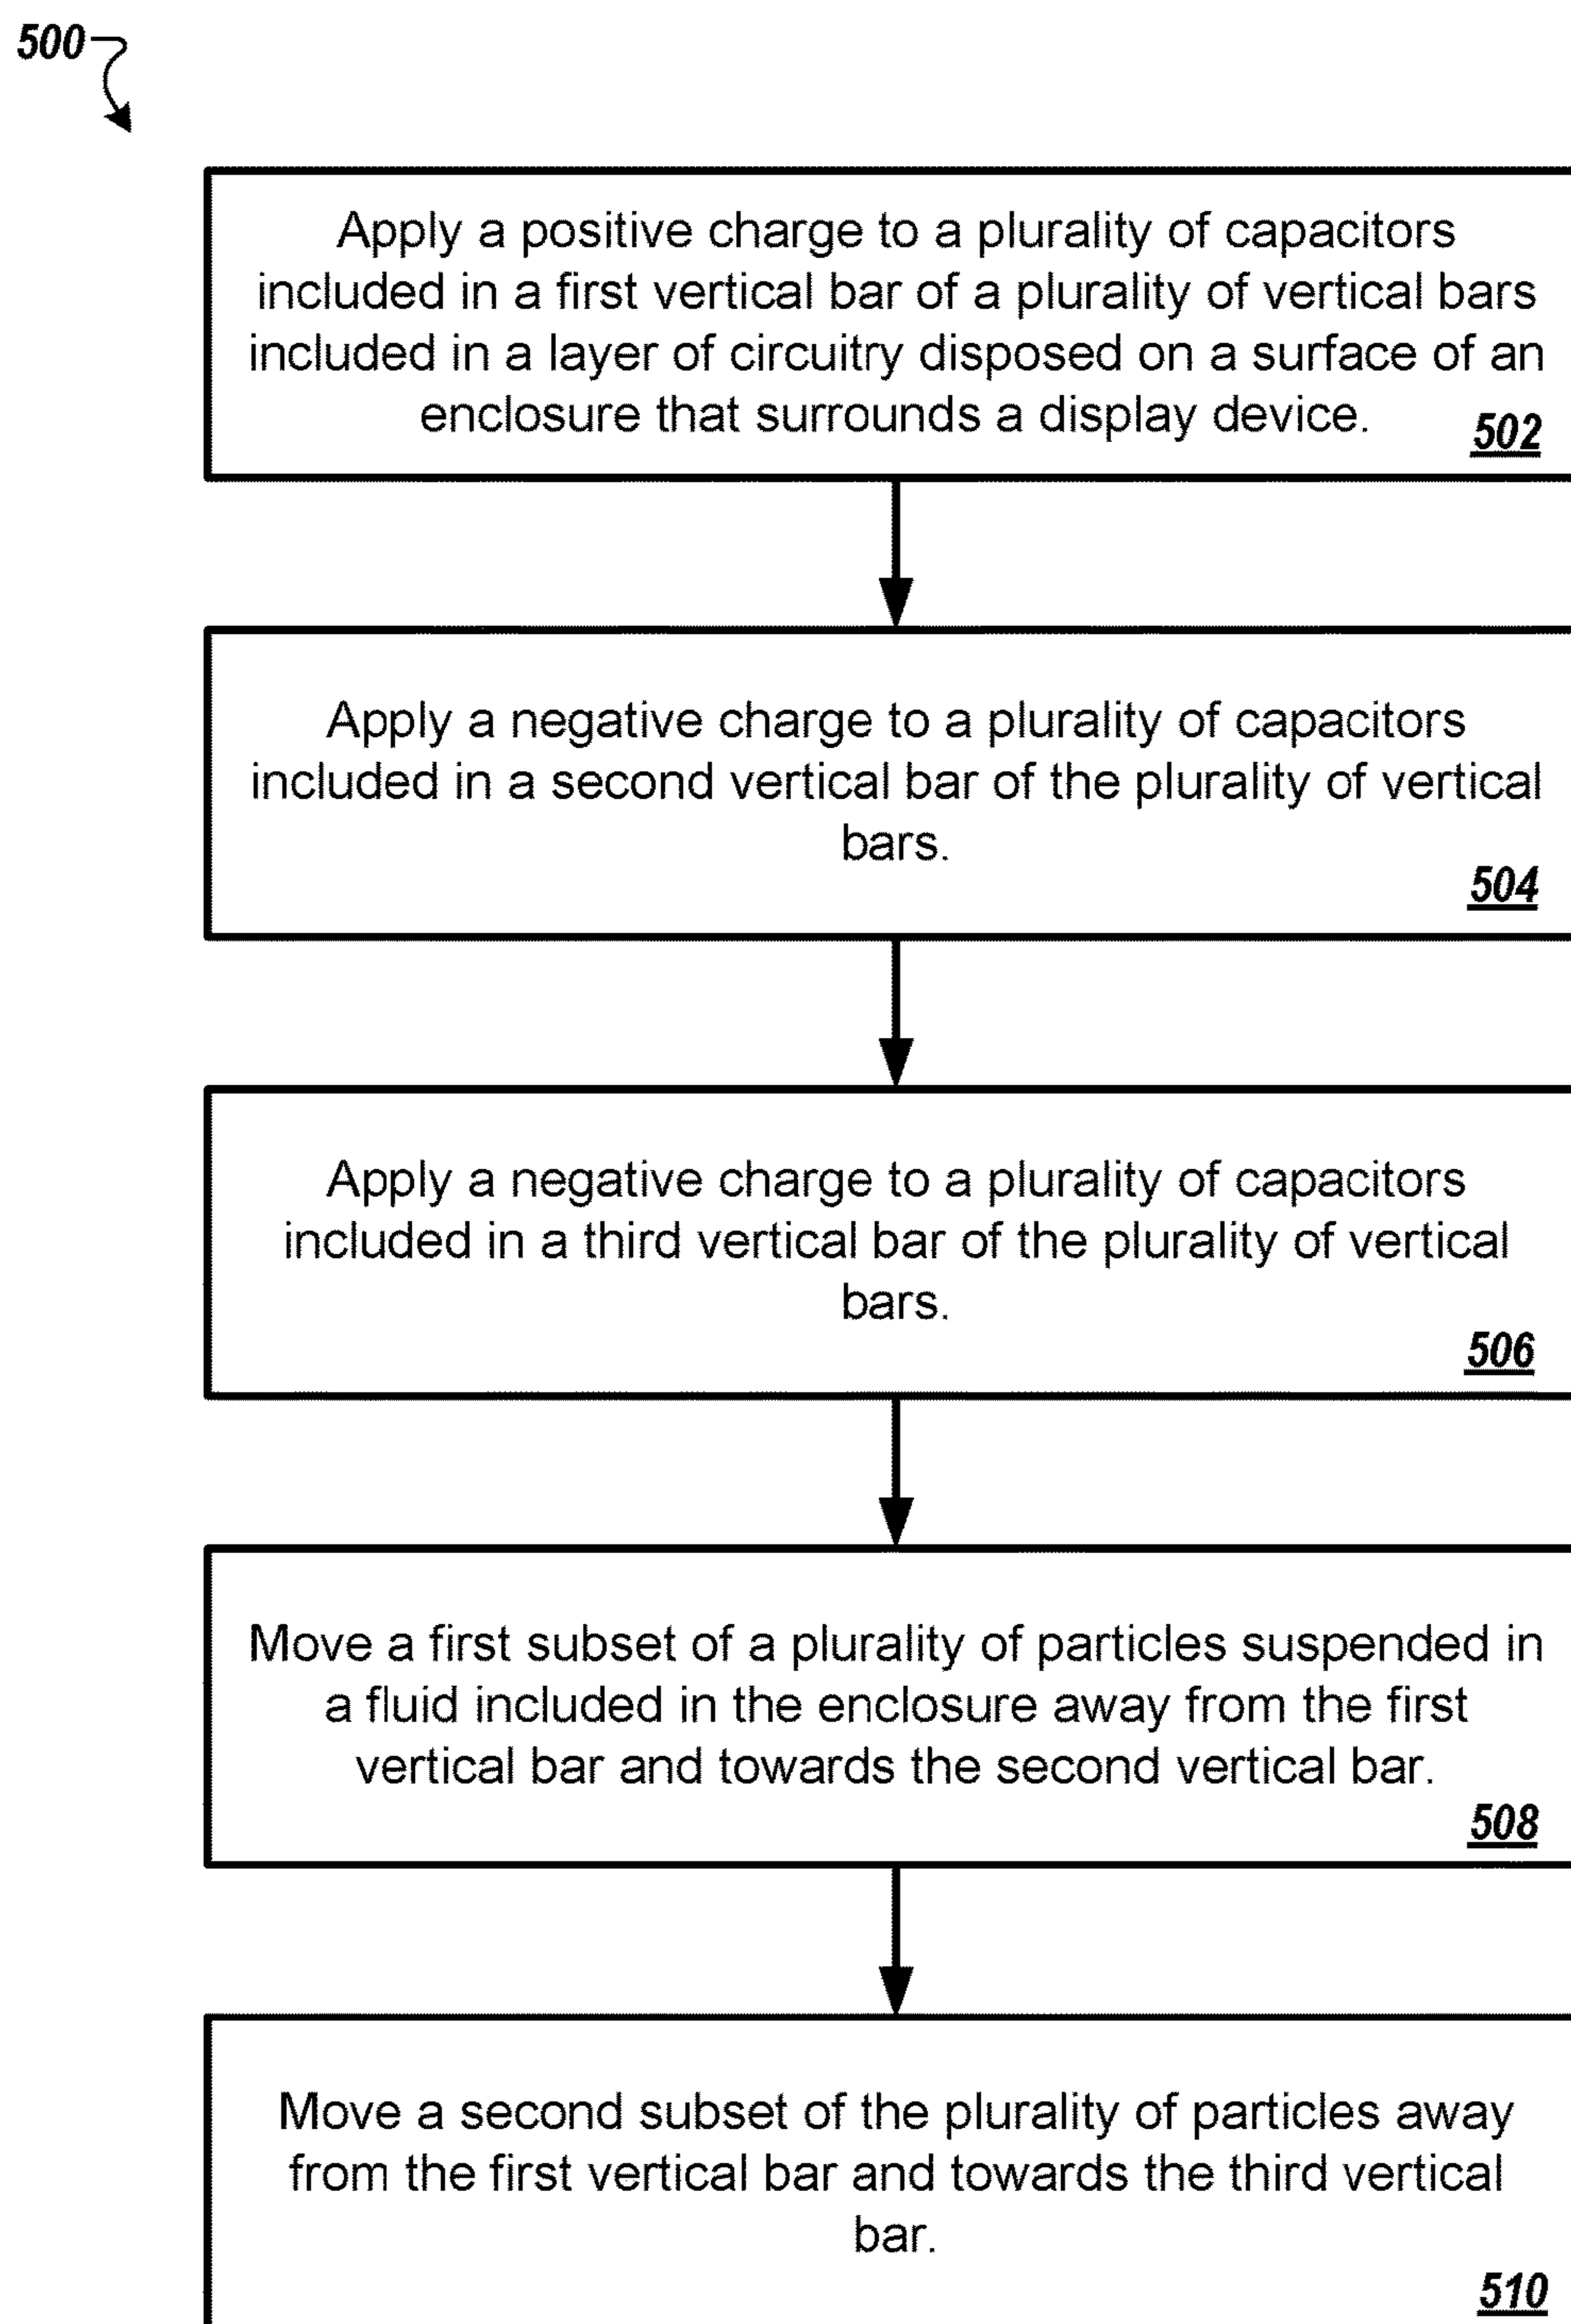 500
Apply a positive charge to a plurality of capacitors
included in a first vertical bar of a plurality of vertical bars
included in a layer of circuitry disposed on a surface of an
enclosure that surrounds a display device.
502
Apply a negative charge to a plurality of capacitors
included in a second vertical bar of the plurality of vertical
bars.
504
Apply a negative charge to a plurality of capacitors
included in a third vertical bar of the plurality of vertical
bars.
506
Move a first subset of a plurality of particles suspended in
a fluid included in the enclosure away from the first
vertical bar and towards the second vertical bar.
508
Move a second subset of the plurality of particles away
from the first vertical bar and towards the third vertical
bar.
510